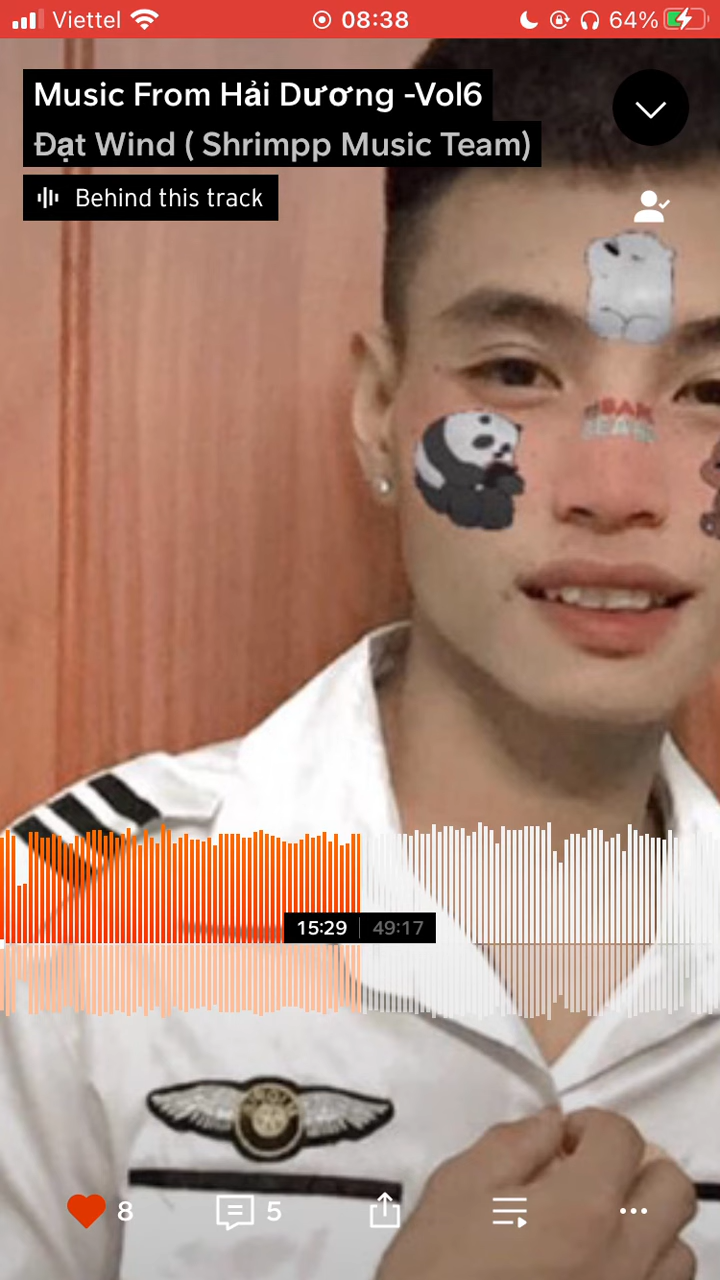 Viettel 08:38 64%
Music From Hải Dương -Vol6
Đạt Wind ( Shrimpp Music Team)
Behind this track
15:29 49:17
8 5